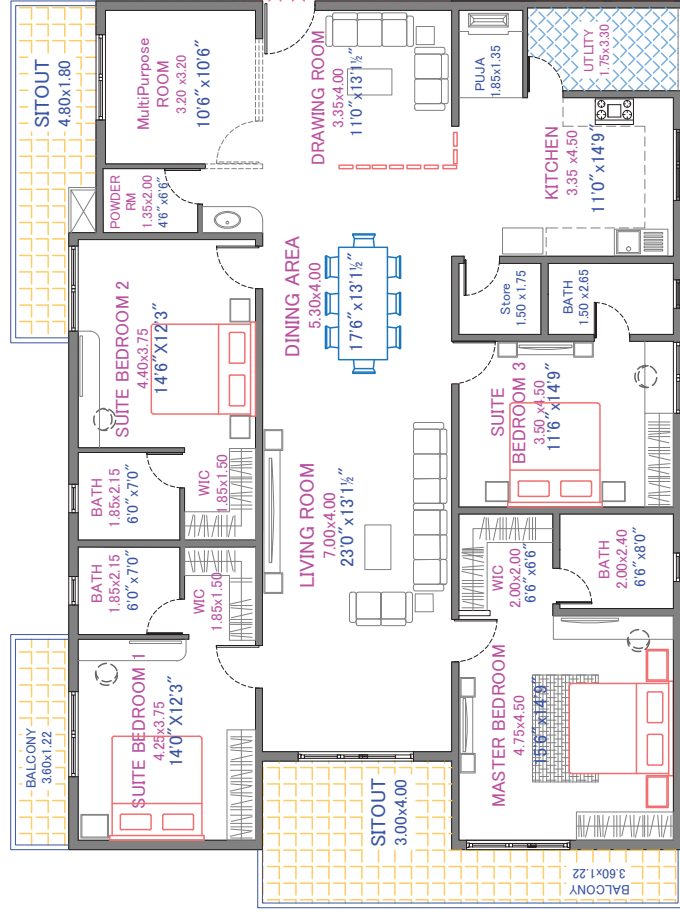 SITOUT
4.80x1.80
MultiPurpose
ROOM
3.20 x3.20
10'6" x10'6"
DRAWING ROOM
3.35x4.00
11'0"x13'1½"
PUJA
1.85x1.35
UTLITY
1.75x3.30
KITCHEN
3.35 x4.50
11'0"x14'9"
POWDER
RM
1.35x2.00
4'6"x6'6"
SUITE BEDROOM 2
4.40x3.75
14'6"X12'3"
DINING AREA
5.30x4.00
17'6"x13'1½"
Store
1.50 x1.75
BATH
1.50 x2.65
SUITE
BEDROOM 3
3.50 x4.50
11'6"x14'9"
BATH
1.85x2.15
6'0"x7'0"
WIC
1.85x1.50
LIVING ROOM
7.00x4.00
23'0"x13'1½"
BATH
1.85x2.15
6'0"x7'0"
WIC
1.85x1.50
WIC
2.00x2.00
6'6"x6'6"
BATH
2.00x2.40
6'6"x8'0"
BALCONY
3.60x1.22
SUITE BEDROOM 1
4.25x3.75
14'0"X12'3"
SITOUT
3.00x4.00
MASTER BEDROOM
4.75x4.50
15'6"x14'9"
BALCONY
3.60x1.22